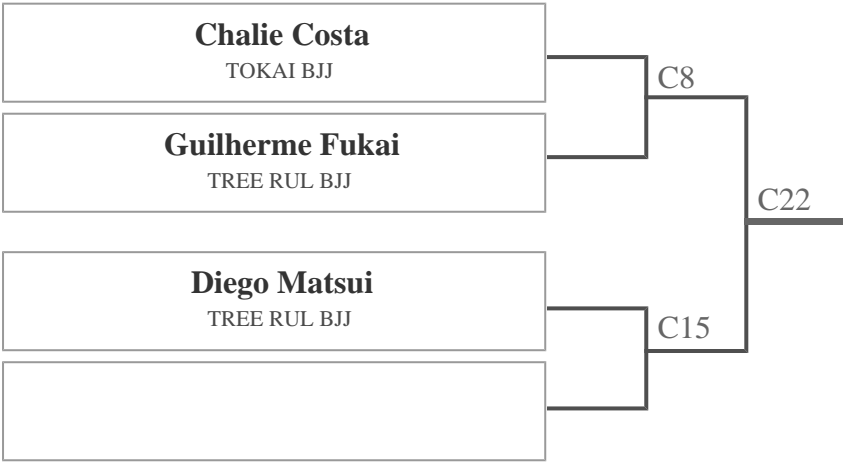 Chalie Costa
TOKAI BJJ
C8
Guilherme Fukai
TREE RUL BJJ
C22
Diego Matsui
TREE RUL BJJ
C15